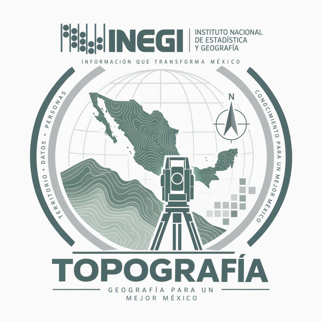 INEGI
INSTITUTO NACIONAL
DE ESTADÍSTICA
Y GEOGRAFÍA
INFORMACIÓN QUE TRANSFORMA MÉXICO
TERRITORIO • DATOS • PERSONAS
CONOCIMIENTO PARA UN MEJOR MÉXICO
N
TOPOGRAFÍA
GEOGRAFÍA PARA UN
MEJOR MÉXICO